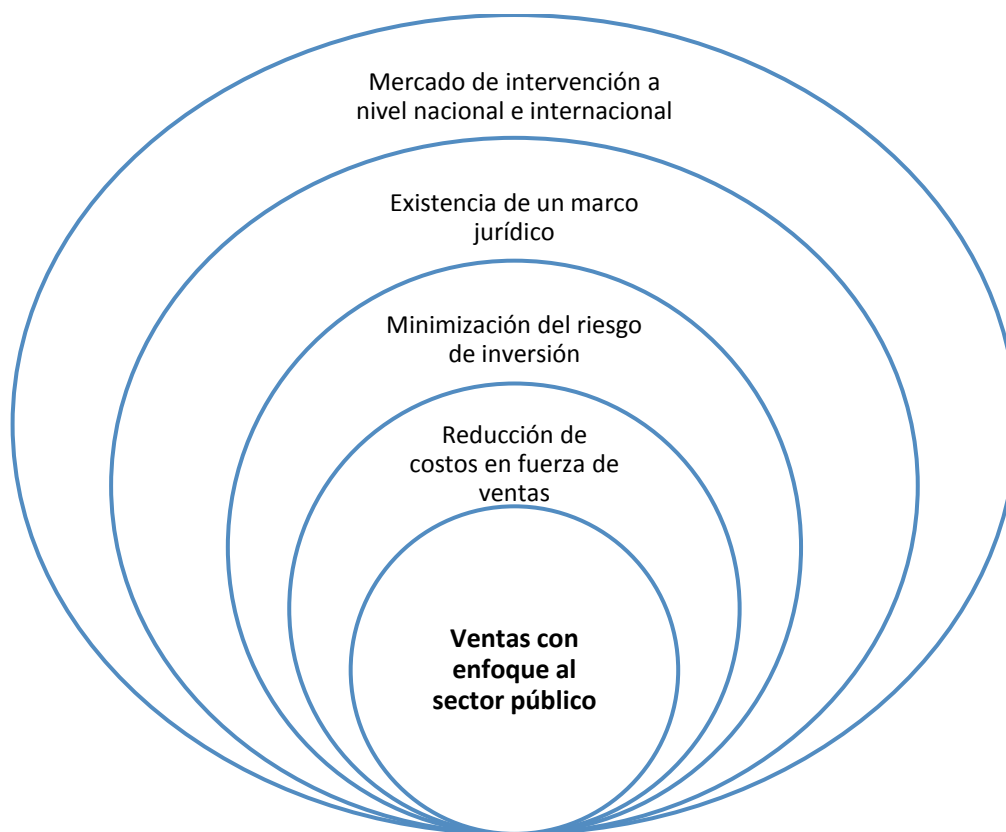 Mercado de intervención a
nivel nacional e internacional
Existencia de un marco
jurídico
Minimización del riesgo
de inversión
Reducción de
costos en fuerza de
ventas
Ventas con
enfoque al
sector público